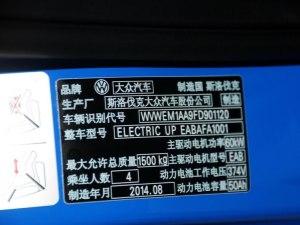 品牌 大众汽车 制造国 斯洛伐克
生产厂 斯洛伐克大众汽车股份公司
车辆识别代号 WVWEM1AA9FD901120
整车型号 ELECTRIC UP EABAFA1001
主驱动电机功率 60kW
最大允许总质量 1500 kg 主驱动电机型号 EAB
乘坐人数 4 动力电池工作电压 374V
制造年月 2014.08 动力电池容量 50Ah